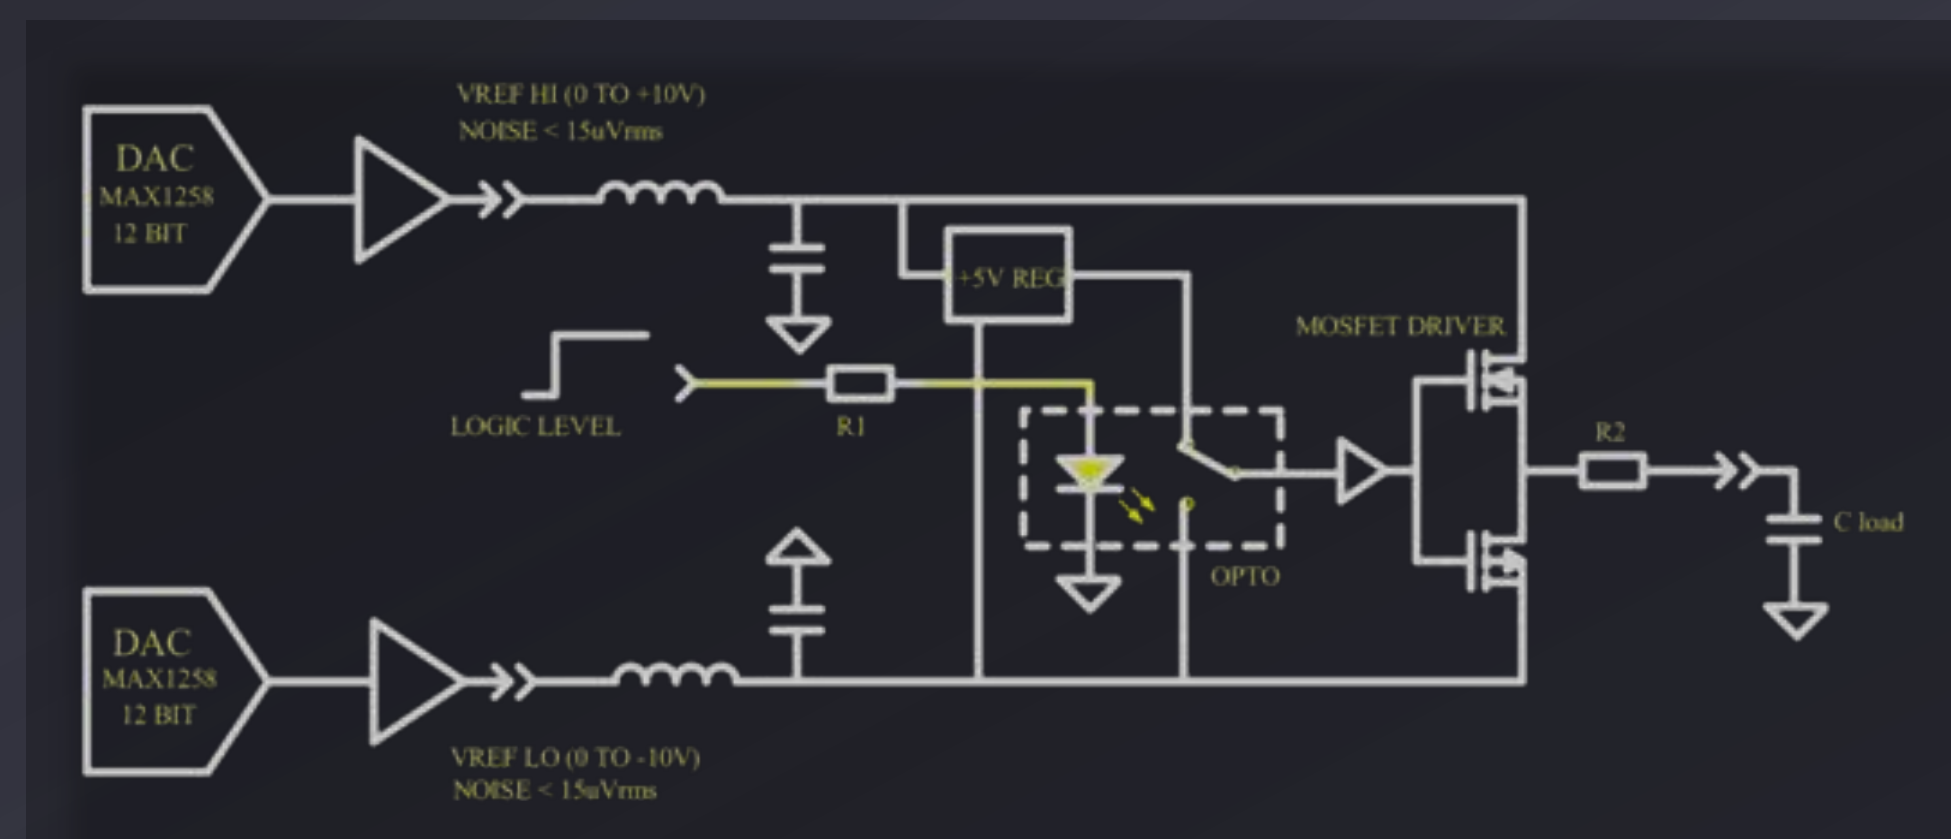 VREF HI (0 TO +10V)
NOISE < 15uVrms
DAC
MAX1258
12 BIT
+5V REG
MOSFET DRIVER
LOGIC LEVEL
R1
R2
C load
OPTO
DAC
MAX1258
12 BIT
VREF LO (0 TO -10V)
NOISE < 15uVrms